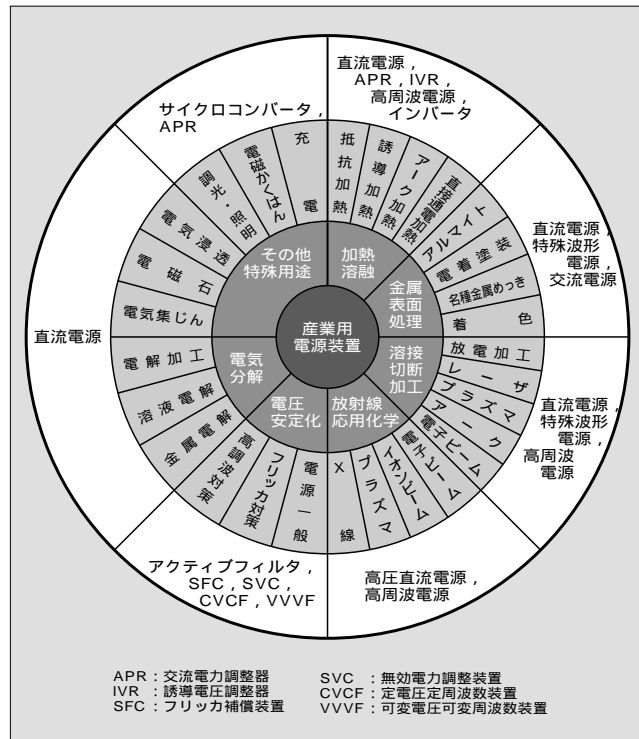 直流電源，
APR，IVR，
高周波電源，
インバータ
直流電源，
特殊波形
電源，
交流電源
直流電源，
特殊波形
電源，
高周波
電源
高圧直流電源，
高周波電源
アクティブフィルタ，
SFC，SVC，
CVCF，VVVF
直流電源
サイクロコンバータ，
APR
抵抗加熱
誘導加熱
アーク加熱
直接通電加熱
アルマイト
電着塗装
各種金属めっき
着色
放電加工
レーザ
プラズマ
アーク
電子ビーム
電子ビーム
イオンビーム
プラズマ
X線
電源一般
フリッカ対策
高調波対策
金属電解
溶液電解
電解加工
電気集じん
電磁石
電気浸透
調光・照明
電磁かくはん
充電
加熱
溶融
金属
表面
処理
溶接
切断
加工
放射線
応用化学
電圧
安定化
電気
分解
その他
特殊用途
産業用
電源装置
APR：交流電力調整器
IVR：誘導電圧調整器
SFC：フリッカ補償装置
SVC：無効電力調整装置
CVCF：定電圧定周波数装置
VVVF：可変電圧可変周波数装置